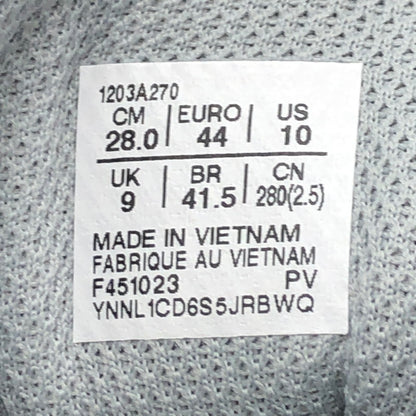 1203A270
CM | EURO | US
28.0 | 44 | 10
UK | BR | CN
9 | 41.5 | 280(2.5)
MADE IN VIETNAM
FABRIQUE AU VIETNAM
F451023 PV
YNNL1CD6S5JRBWQ